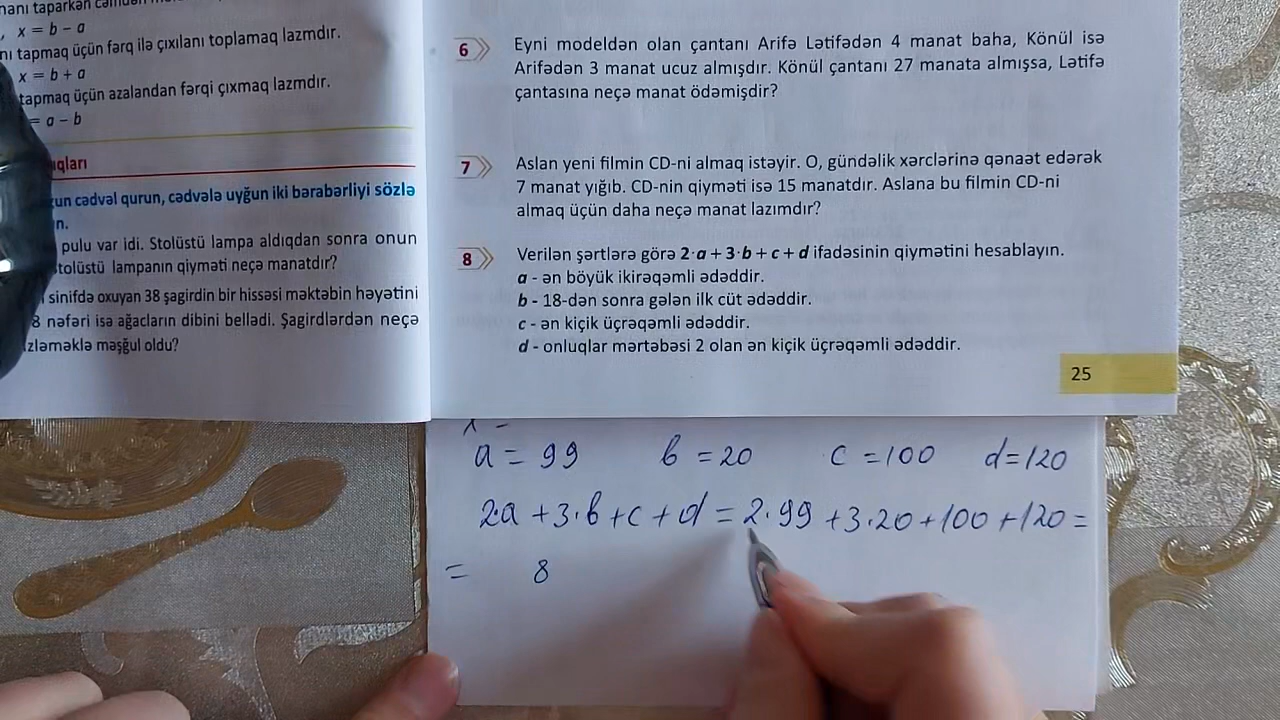 nanı taparkən cəmdən
, x = b − a
nı tapmaq üçün fərq ilə çıxılanı toplamaq lazımdır.
x = b + a
tapmaq üçün azalandan fərqi çıxmaq lazımdır.
= a − b
ıqları
un cədvəl qurun, cədvələ uyğun iki bərabərliyi sözlə
n.
pulu var idi. Stolüstü lampa aldıqdan sonra onun
tolüstü lampanın qiyməti neçə manatdır?
sinifdə oxuyan 38 şagirdin bir hissəsi məktəbin həyətini
8 nəfəri isə ağacların dibini bellədi. Şagirdlərdən neçə
zləməklə məşğul oldu?
6 Eyni modeldən olan çantanı Arifə Lətifədən 4 manat baha, Könül isə
Arifədən 3 manat ucuz almışdır. Könül çantanı 27 manata almışsa, Lətifə
çantasına neçə manat ödəmişdir?
7 Aslan yeni filmin CD-ni almaq istəyir. O, gündəlik xərclərinə qənaət edərək
7 manat yığıb. CD-nin qiyməti isə 15 manatdır. Aslana bu filmin CD-ni
almaq üçün daha neçə manat lazımdır?
8 Verilən şərtlərə görə 2·a + 3·b + c + d ifadəsinin qiymətini hesablayın.
a - ən böyük ikirəqəmli ədəddir.
b - 18-dən sonra gələn ilk cüt ədəddir.
c - ən kiçik üçrəqəmli ədəddir.
d - onluqlar mərtəbəsi 2 olan ən kiçik üçrəqəmli ədəddir.
25
a = 99 b = 20 c = 100 d = 120
2·a + 3·b + c + d = 2·99 + 3·20 + 100 + 120 =
= 8